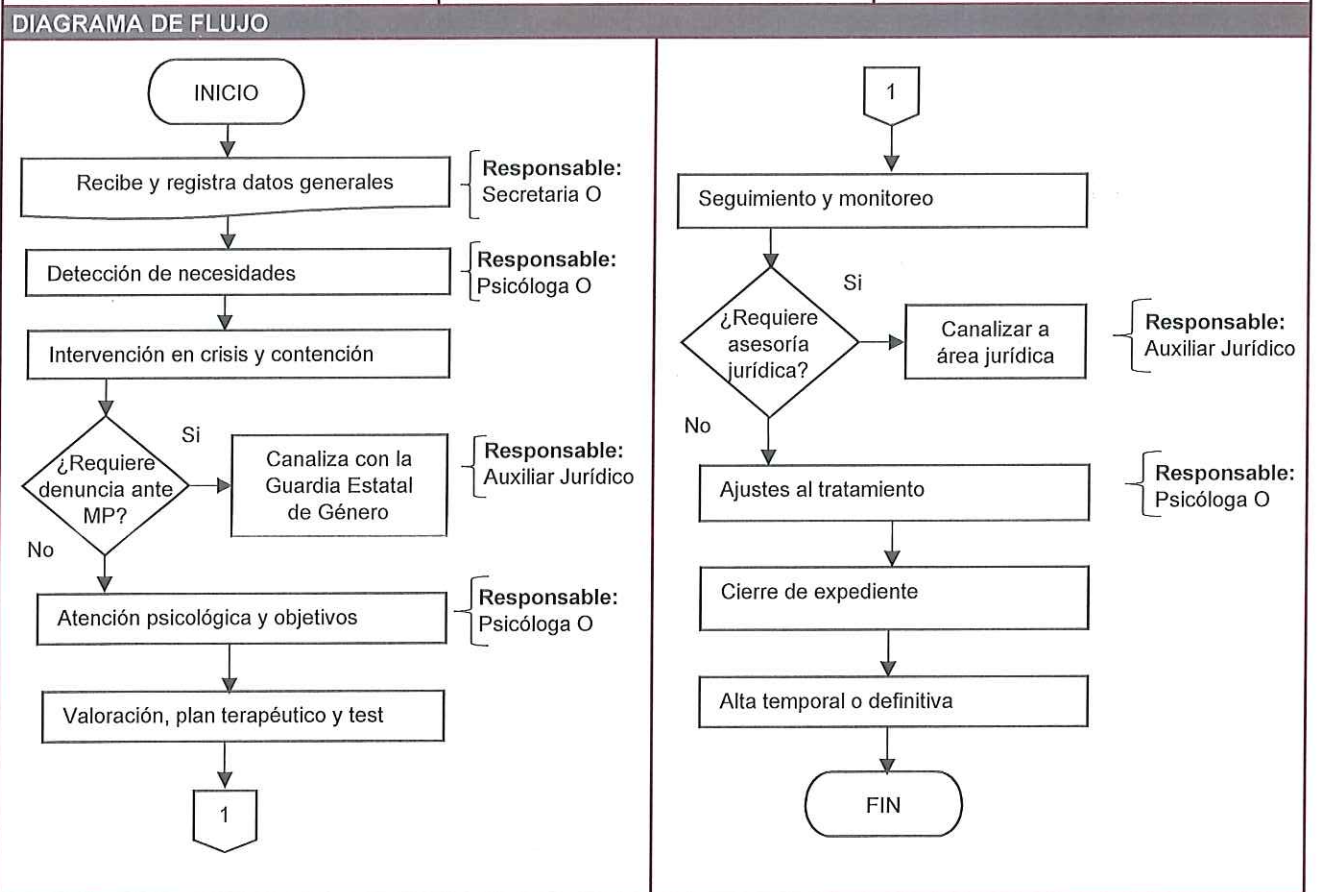 DIAGRAMA DE FLUJO
INICIO
Recibe y registra datos generales
Responsable:
Secretaria O
Detección de necesidades
Responsable:
Psicóloga O
Intervención en crisis y contención
¿Requiere
denuncia ante
MP?
Si
No
Canaliza con la
Guardia Estatal
de Género
Responsable:
Auxiliar Jurídico
Atención psicológica y objetivos
Responsable:
Psicóloga O
Valoración, plan terapéutico y test
1
1
Seguimiento y monitoreo
¿Requiere
asesoría
jurídica?
Si
No
Canalizar a
área jurídica
Responsable:
Auxiliar Jurídico
Ajustes al tratamiento
Responsable:
Psicóloga O
Cierre de expediente
Alta temporal o definitiva
FIN